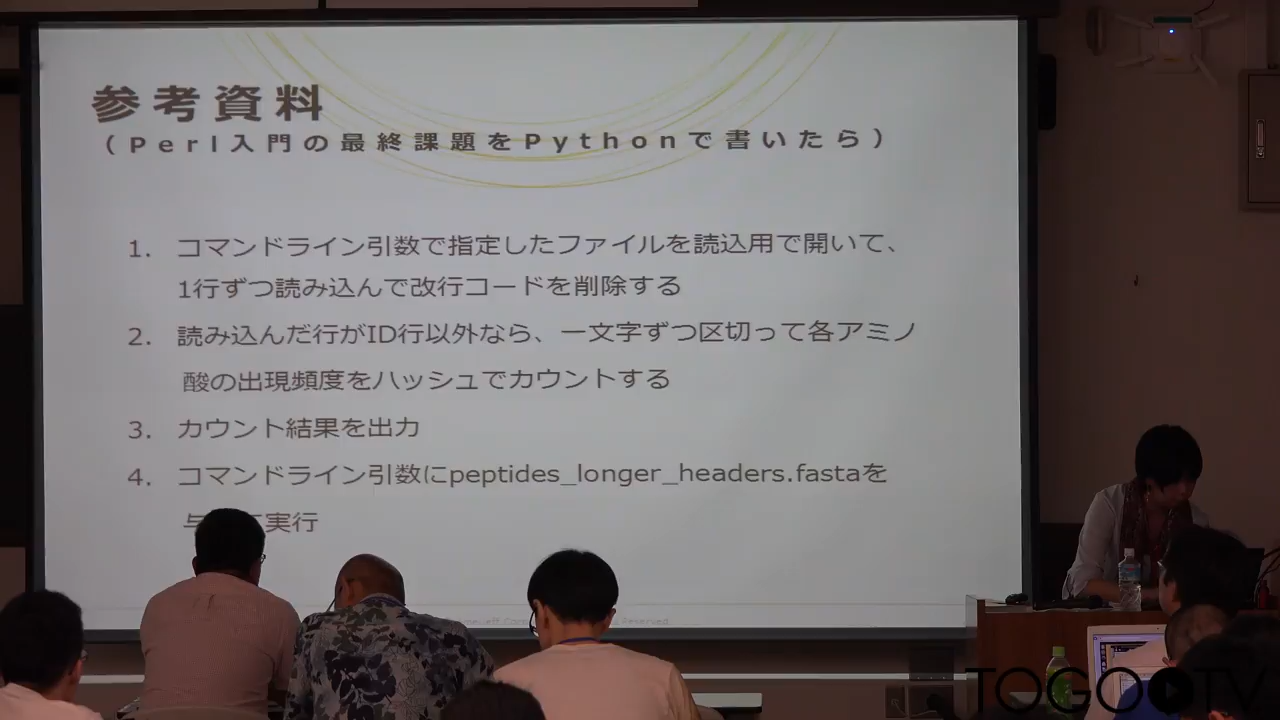 参考資料
（Perl入門の最終課題をPythonで書いたら）
1. コマンドライン引数で指定したファイルを読込用で開いて、
1行ずつ読み込んで改行コードを削除する
2. 読み込んだ行がID行以外なら、一文字ずつ区切って各アミノ
酸の出現頻度をハッシュでカウントする
3. カウント結果を出力
4. コマンドライン引数にpeptides_longer_headers.fastaを
実行
Reserved
TOGOTV